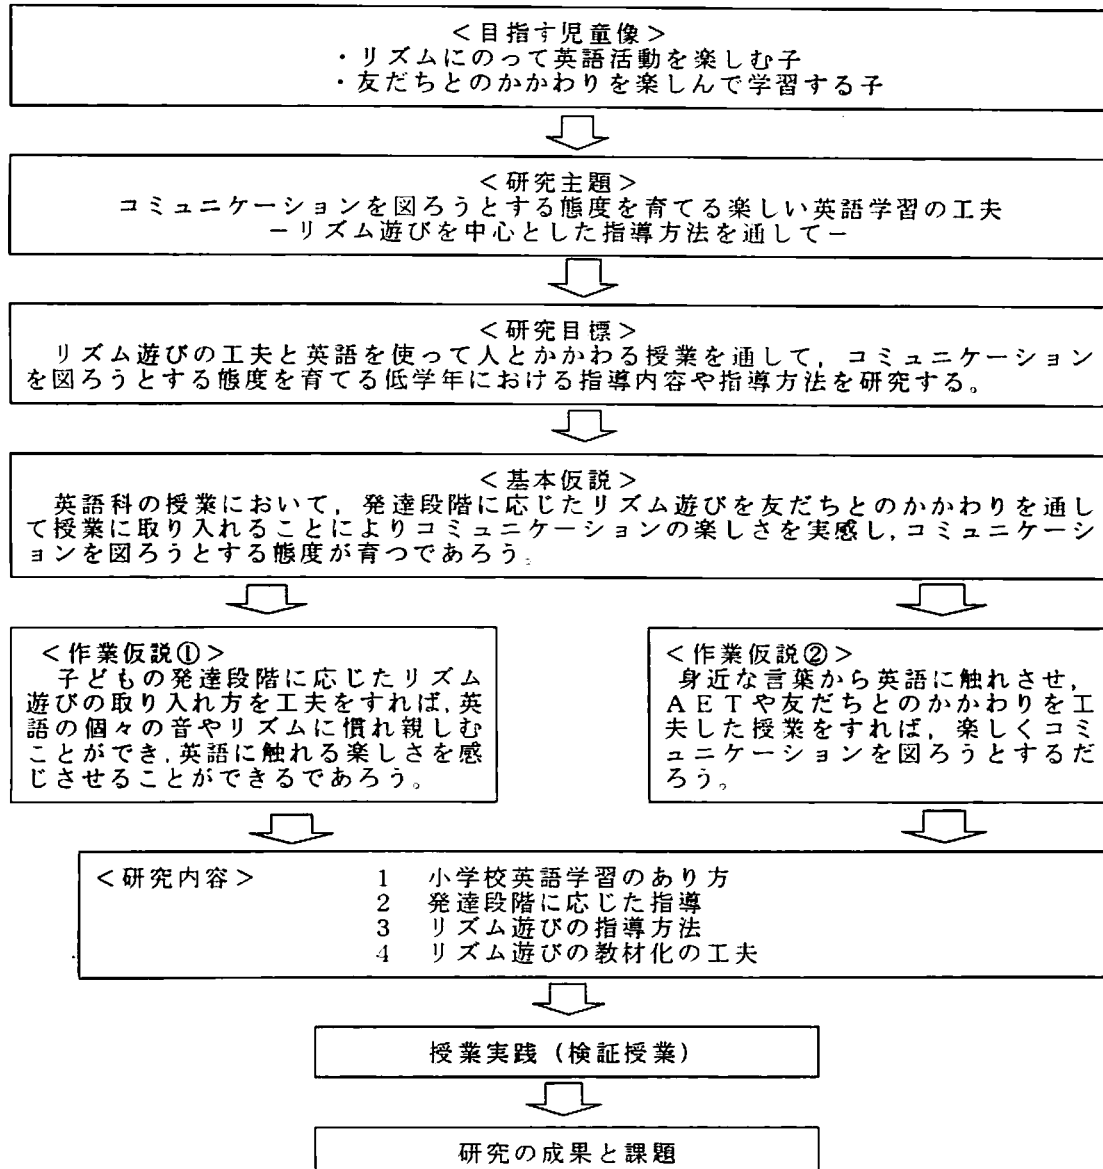 ＜目指す児童像＞
・リズムにのって英語活動を楽しむ子
・友だちとのかかわりを楽しんで学習する子
＜研究主題＞
コミュニケーションを図ろうとする態度を育てる楽しい英語学習の工夫
－リズム遊びを中心とした指導方法を通して－
＜研究目標＞
リズム遊びの工夫と英語を使って人とかかわる授業を通して，コミュニケーション
を図ろうとする態度を育てる低学年における指導内容や指導方法を研究する。
＜基本仮説＞
英語科の授業において，発達段階に応じたリズム遊びを友だちとのかかわりを通し
て授業に取り入れることによりコミュニケーションの楽しさを実感し，コミュニケーシ
ョンを図ろうとする態度が育つであろう。
＜作業仮説①＞
子どもの発達段階に応じたリズム
遊びの取り入れ方を工夫をすれば，英
語の個々の音やリズムに慣れ親しむ
ことができ，英語に触れる楽しさを感
じさせることができるであろう。
＜作業仮説②＞
身近な言葉から英語に触れさせ，
ＡＥＴや友だちとのかかわりを工
夫した授業をすれば，楽しくコミ
ュニケーションを図ろうとするだ
ろう。
＜研究内容＞ 1 小学校英語学習のあり方
2 発達段階に応じた指導
3 リズム遊びの指導方法
4 リズム遊びの教材化の工夫
授業実践（検証授業）
研究の成果と課題